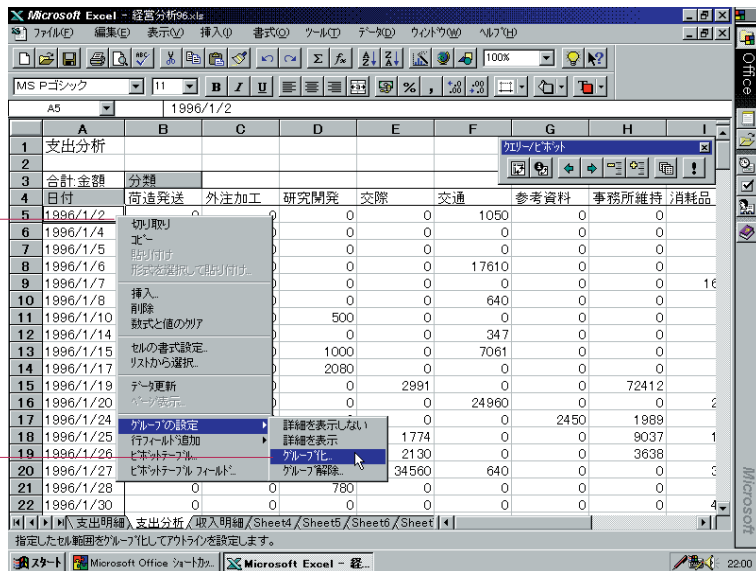 Microsoft Excel - 経営分析96.xls
ファイル(F) 編集(E) 表示(V) 挿入(I) 書式(O) ツール(T) データ(D) ウィンドウ(W) ヘルプ(H)
100%
MS Pゴシック 11 B I U % , .0 .00 .00 .0
A5 1996/1/2
A B C D E F G H I
1 支出分析
クエリー/ピボット
2
3 合計:金額 分類
4 日付 荷造発送 外注加工 研究開発 交際 交通 参考資料 事務所維持 消耗品
5 1996/1/2 0 0 0 0 1050 0 0
6 1996/1/4 0 0 0 0 0
7 1996/1/5 0 0 0 0 0
8 1996/1/6 0 0 17610 0 0
9 1996/1/7 0 0 0 0 0 16
10 1996/1/8 0 0 640 0 0
11 1996/1/10 500 0 0 0 0
12 1996/1/14 0 0 347 0 0
13 1996/1/15 1000 0 7061 0 0
14 1996/1/17 2080 0 0 0 0
15 1996/1/19 0 2991 0 0 72412
16 1996/1/20 0 0 24960 0 0 2
17 1996/1/24 0 2450 1989
18 1996/1/25 1774 0 0 9037 1
19 1996/1/26 2130 0 0 3638
20 1996/1/27 34560 640 0 0 3
21 1996/1/28 0 0 780 0 0 0 0
22 1996/1/30 0 0 0 0 0 0 0 4
切り取り
コピー
貼り付け
形式を選択して貼り付け...
挿入...
削除
数式と値のクリア
セルの書式設定...
リストから選択...
データ更新
ページ表示...
グループの設定
行フィールド追加
ピボットテーブル...
ピボットテーブル フィールド...
詳細を表示しない
詳細を表示
グループ化...
グループ解除...
支出明細 支出分析 収入明細 Sheet4 Sheet5 Sheet6 Sheet
指定したセル範囲をグループ化してアウトラインを設定します。
スタート Microsoft Office ショートカッ... Microsoft Excel - 経... 22:00
Office
Microsoft